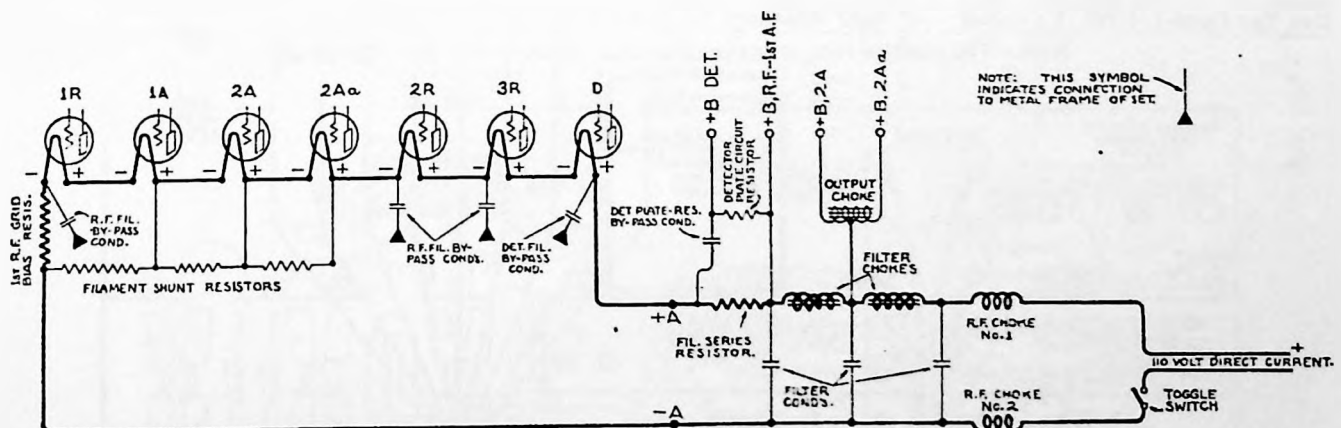 1R
1A
2A
2Aa
2R
3R
D
- +
- +
- +
- +
- +
- +
- +
+B DET.
+B, R.F.-1ST A.E
+B, 2A
+B, 2Aa
NOTE: THIS SYMBOL
INDICATES CONNECTION
TO METAL FRAME OF SET.
1ST R.F. GRID
BIAS RESIS.
R.F. FIL.
BY-PASS
COND.
FILAMENT SHUNT RESISTORS
R.F. FIL. BY-
PASS CONDS.
DET. FIL.
BY-PASS
COND.
DET PLATE-RES.
BY-PASS COND.
DETECTOR
PLATE CIRCUIT
RESISTOR
OUTPUT
CHOKE
FILTER
CHOKES
+A
FIL. SERIES
RESISTOR.
FILTER
CONDS.
R.F. CHOKE
No.1
+
110 VOLT DIRECT CURRENT.
-A
R.F. CHOKE
No.2
TOGGLE
SWITCH